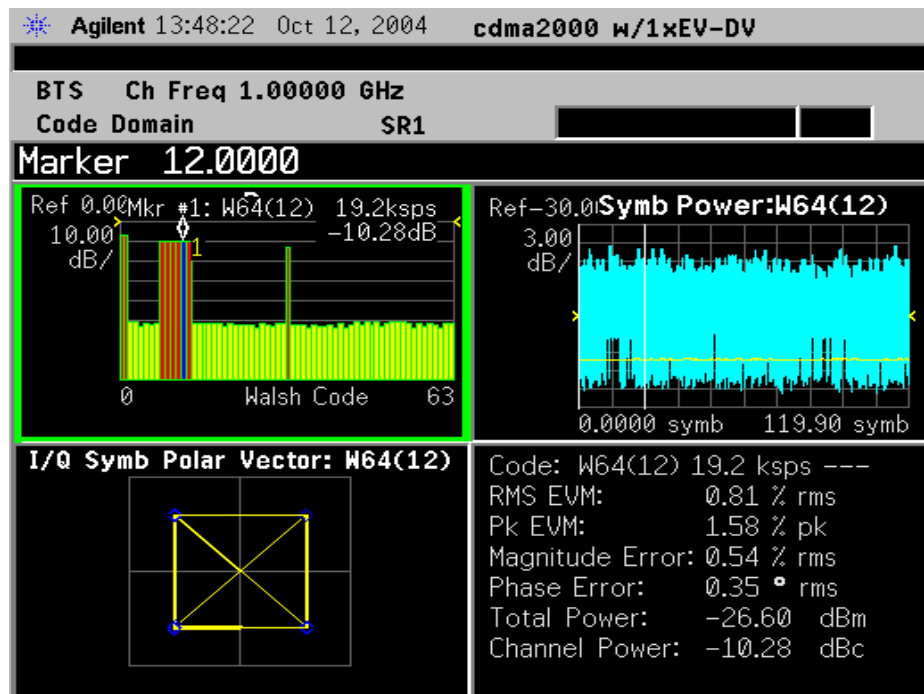 Agilent 13:48:22 Oct 12, 2004 cdma2000 w/1xEV-DV
BTS Ch Freq 1.00000 GHz
Code Domain SR1
Marker 12.0000
Ref 0.00 Mkr #1: W64(12) 19.2ksps
10.00 -10.28dB
dB/
1
0 Walsh Code 63
Ref-30.0 Symb Power:W64(12)
3.00
dB/
0.0000 symb 119.90 symb
I/Q Symb Polar Vector: W64(12)
Code: W64(12) 19.2 ksps ---
RMS EVM: 0.81 % rms
Pk EVM: 1.58 % pk
Magnitude Error: 0.54 % rms
Phase Error: 0.35 ° rms
Total Power: -26.60 dBm
Channel Power: -10.28 dBc